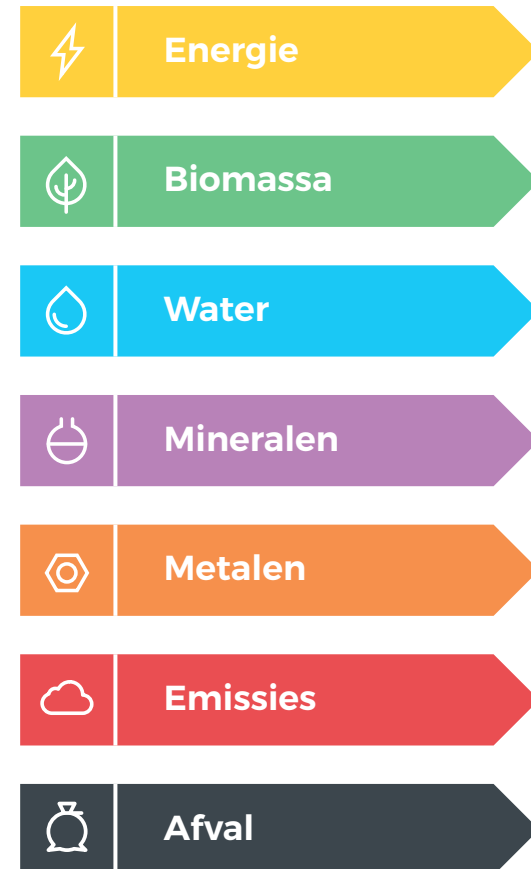 Energie
Biomassa
Water
Mineralen
Metalen
Emissies
Afval